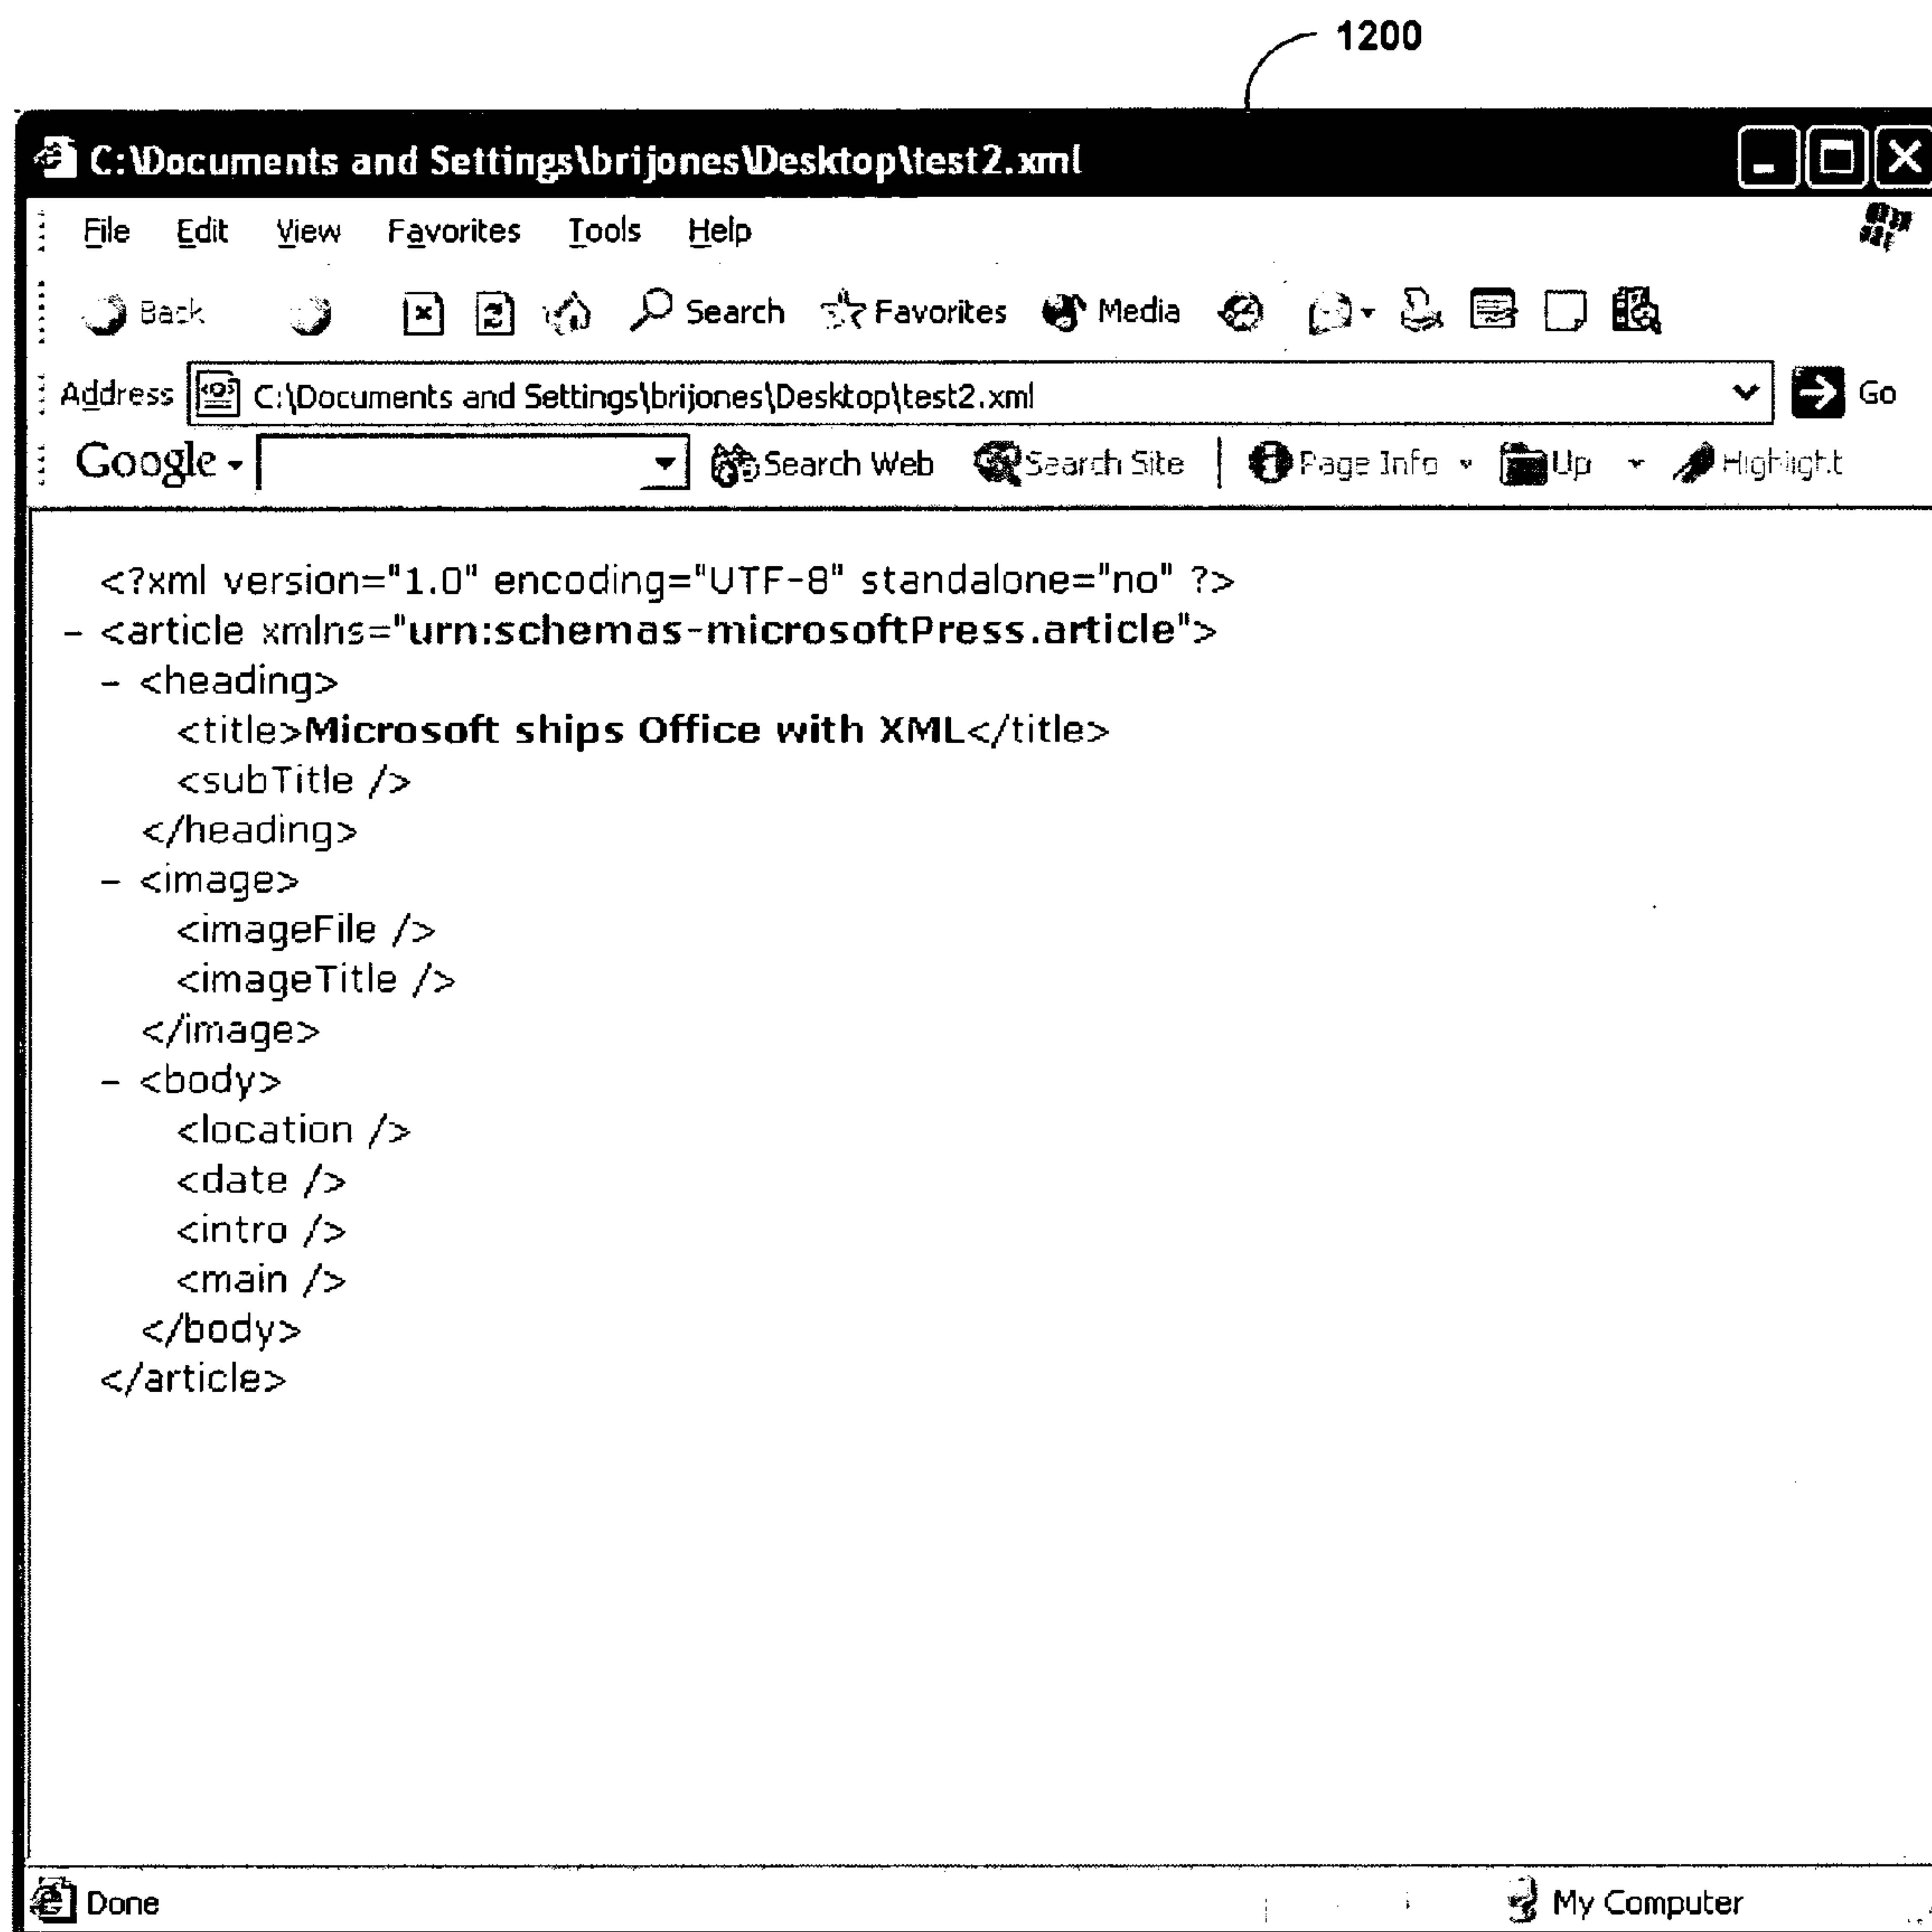 1200
C:\Documents and Settings\brijones\Desktop\test2.xml
File Edit View Favorites Tools Help
Back Search Favorites Media
Address C:\Documents and Settings\brijones\Desktop\test2.xml Go
Google Search Web Search Site Page Info Up Highlight
<?xml version="1.0" encoding="UTF-8" standalone="no" ?>
– <article xmlns="urn:schemas-microsoftPress.article">
– <heading>
<title>Microsoft ships Office with XML</title>
<subTitle />
</heading>
– <image>
<imageFile />
<imageTitle />
</image>
– <body>
<location />
<date />
<intro />
<main />
</body>
</article>
Done My Computer